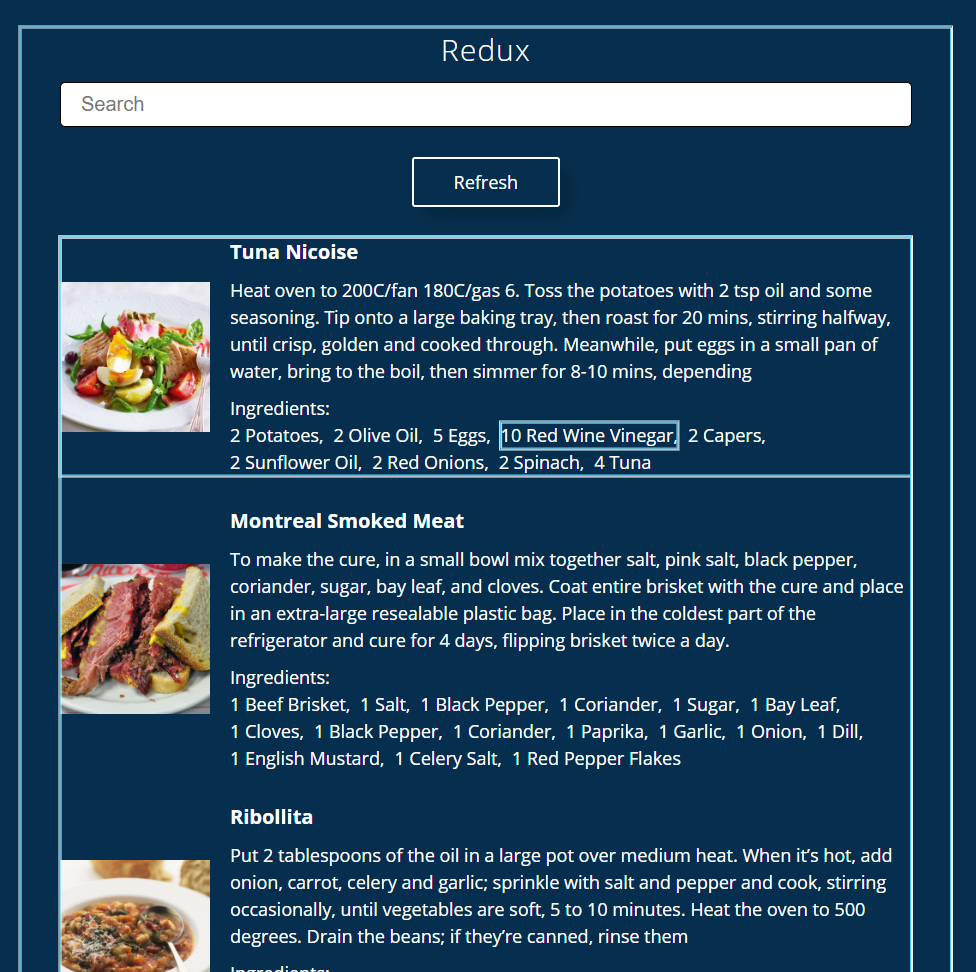 Redux
Search
Refresh
Tuna Nicoise
Heat oven to 200C/fan 180C/gas 6. Toss the potatoes with 2 tsp oil and some
seasoning. Tip onto a large baking tray, then roast for 20 mins, stirring halfway,
until crisp, golden and cooked through. Meanwhile, put eggs in a small pan of
water, bring to the boil, then simmer for 8-10 mins, depending
Ingredients:
2 Potatoes, 2 Olive Oil, 5 Eggs, 10 Red Wine Vinegar, 2 Capers,
2 Sunflower Oil, 2 Red Onions, 2 Spinach, 4 Tuna
Montreal Smoked Meat
To make the cure, in a small bowl mix together salt, pink salt, black pepper,
coriander, sugar, bay leaf, and cloves. Coat entire brisket with the cure and place
in an extra-large resealable plastic bag. Place in the coldest part of the
refrigerator and cure for 4 days, flipping brisket twice a day.
Ingredients:
1 Beef Brisket, 1 Salt, 1 Black Pepper, 1 Coriander, 1 Sugar, 1 Bay Leaf,
1 Cloves, 1 Black Pepper, 1 Coriander, 1 Paprika, 1 Garlic, 1 Onion, 1 Dill,
1 English Mustard, 1 Celery Salt, 1 Red Pepper Flakes
Ribollita
Put 2 tablespoons of the oil in a large pot over medium heat. When it’s hot, add
onion, carrot, celery and garlic; sprinkle with salt and pepper and cook, stirring
occasionally, until vegetables are soft, 5 to 10 minutes. Heat the oven to 500
degrees. Drain the beans; if they’re canned, rinse them
Ingredients: